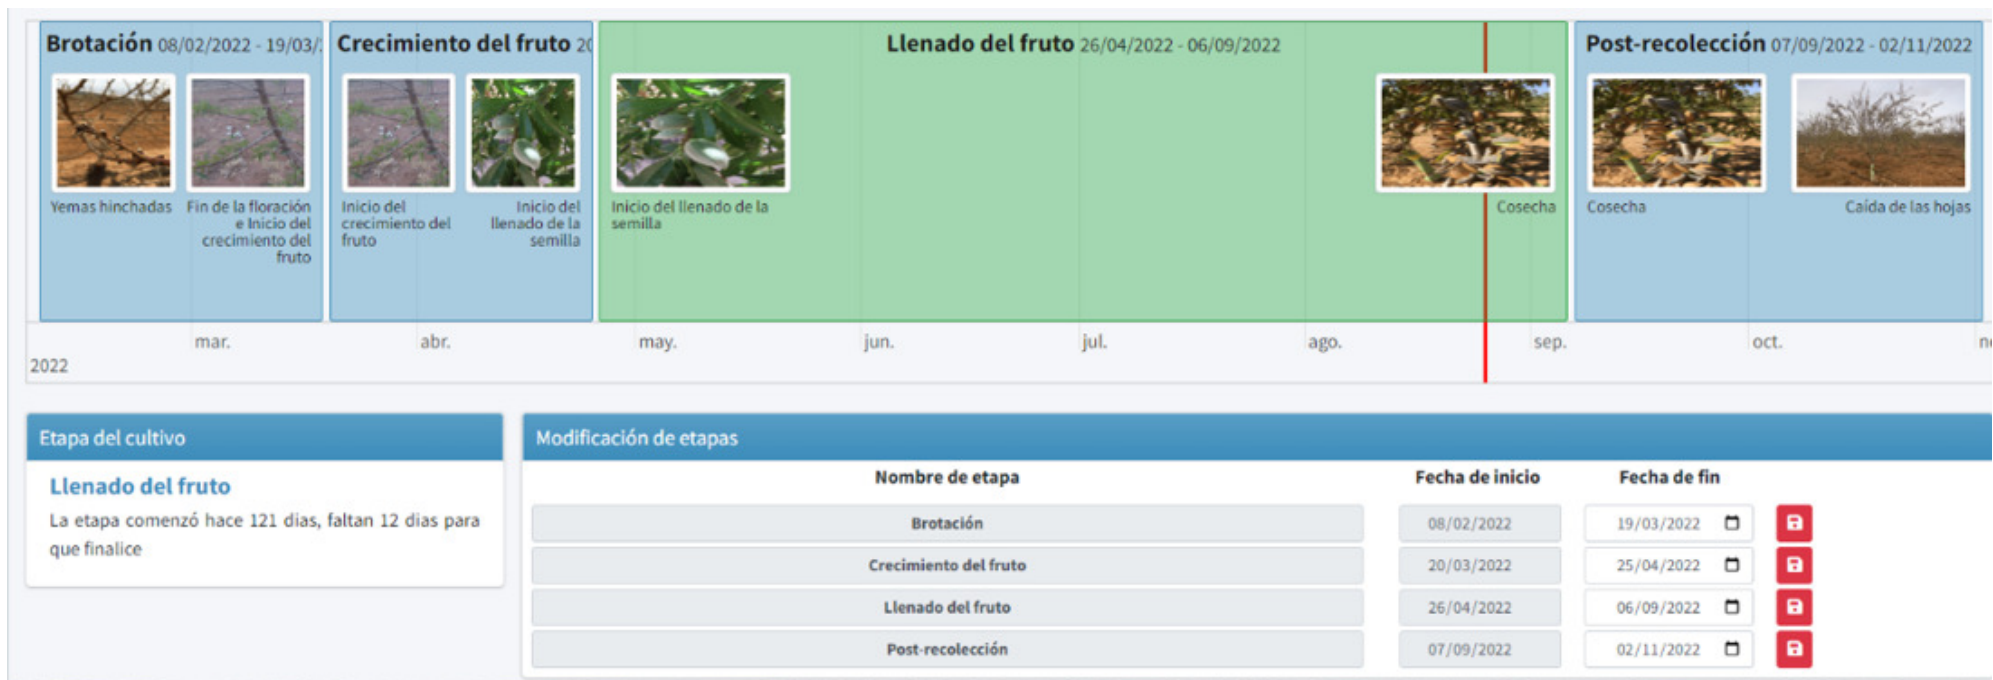 Brotación 08/02/2022 - 19/03/
Crecimiento del fruto 20
Llenado del fruto 26/04/2022 - 06/09/2022
Post-recolección 07/09/2022 - 02/11/2022
Yemas hinchadas
Fin de la floración
e Inicio del
crecimiento del
fruto
Inicio del
crecimiento del
fruto
Inicio del
llenado de la
semilla
Inicio del llenado de la
semilla
Cosecha
Cosecha
Caída de las hojas
mar. abr. may. jun. jul. ago. sep. oct.
2022
Etapa del cultivo
Llenado del fruto
La etapa comenzó hace 121 dias, faltan 12 dias para
que finalice
Modificación de etapas
Nombre de etapa Fecha de inicio Fecha de fin
Brotación 08/02/2022 19/03/2022
Crecimiento del fruto 20/03/2022 25/04/2022
Llenado del fruto 26/04/2022 06/09/2022
Post-recolección 07/09/2022 02/11/2022